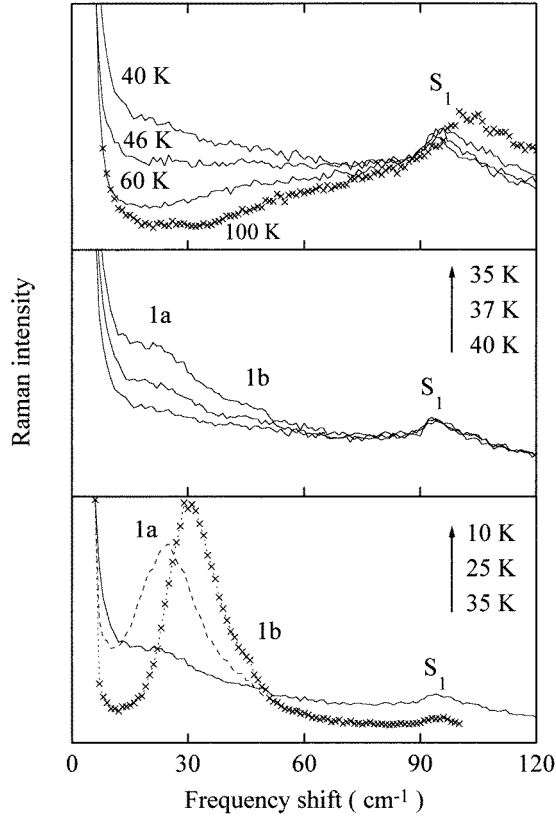 40 K
46 K
60 K
100 K
S1
35 K
37 K
40 K
1a
1b
S1
10 K
25 K
35 K
1a
1b
S1
Raman intensity
0 30 60 90 120
Frequency shift ( cm-1 )